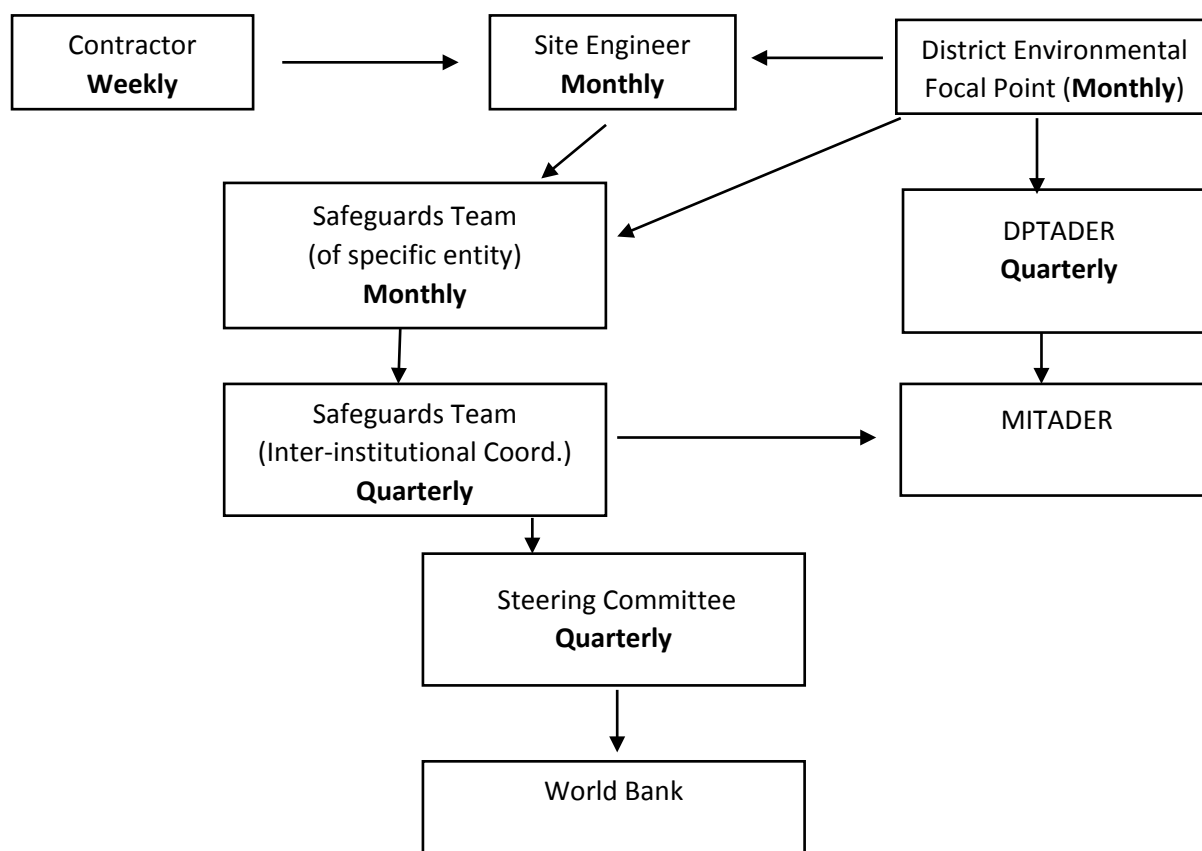 Contractor
Weekly
Site Engineer
Monthly
District Environmental
Focal Point (Monthly)
Safeguards Team
(of specific entity)
Monthly
DPTADER
Quarterly
Safeguards Team
(Inter-institutional Coord.)
Quarterly
MITADER
Steering Committee
Quarterly
World Bank